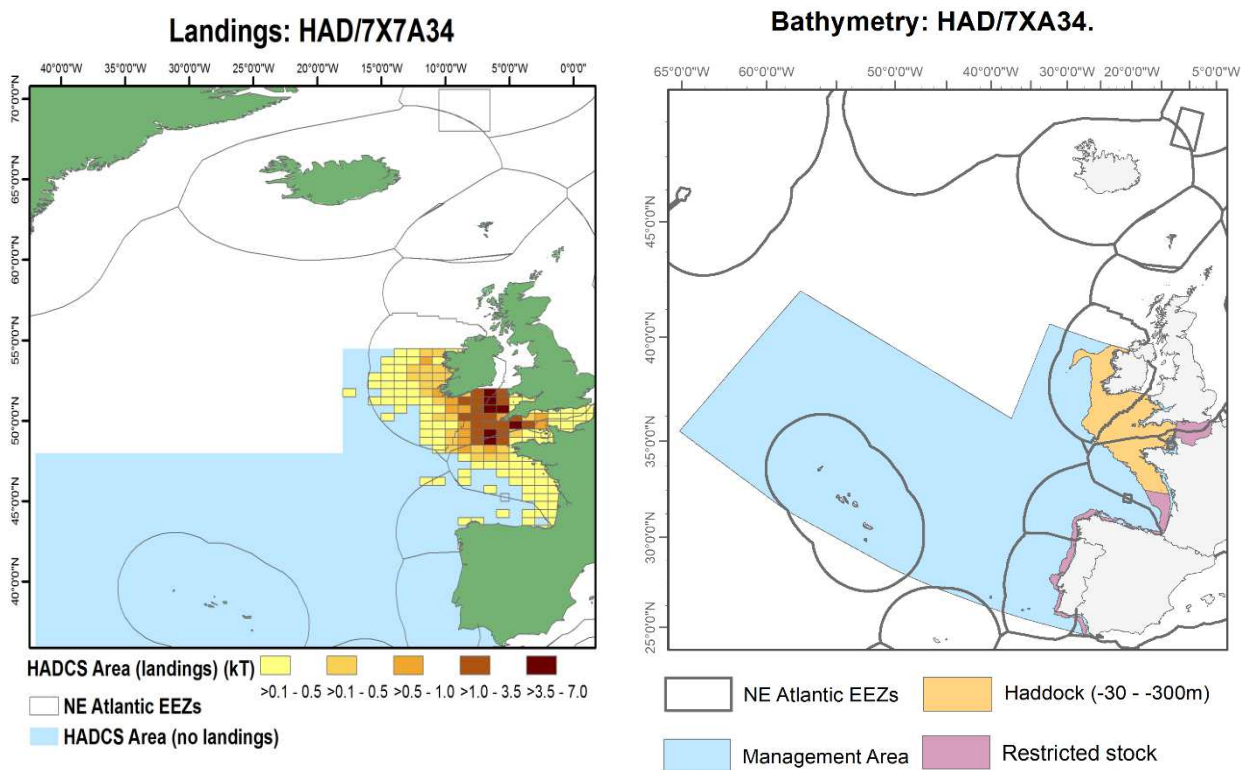 Landings: HAD/7X7A34
40°0'0"W 35°0'0"W 30°0'0"W 25°0'0"W 20°0'0"W 15°0'0"W 10°0'0"W 5°0'0"W 0°0'0"
70°0'0"N
65°0'0"N
60°0'0"N
55°0'0"N
50°0'0"N
45°0'0"N
40°0'0"N
HADCS Area (landings) (kT)
>0.1 - 0.5 >0.1 - 0.5 >0.5 - 1.0 >1.0 - 3.5 >3.5 - 7.0
NE Atlantic EEZs
HADCS Area (no landings)
Bathymetry: HAD/7XA34.
65°0'0"W 60°0'0"W 50°0'0"W 40°0'0"W 30°0'0"W 20°0'0"W 5°0'0"W
45°0'0"N
40°0'0"N
35°0'0"N
30°0'0"N
25°0'0"N
NE Atlantic EEZs Haddock (-30 - -300m)
Management Area Restricted stock